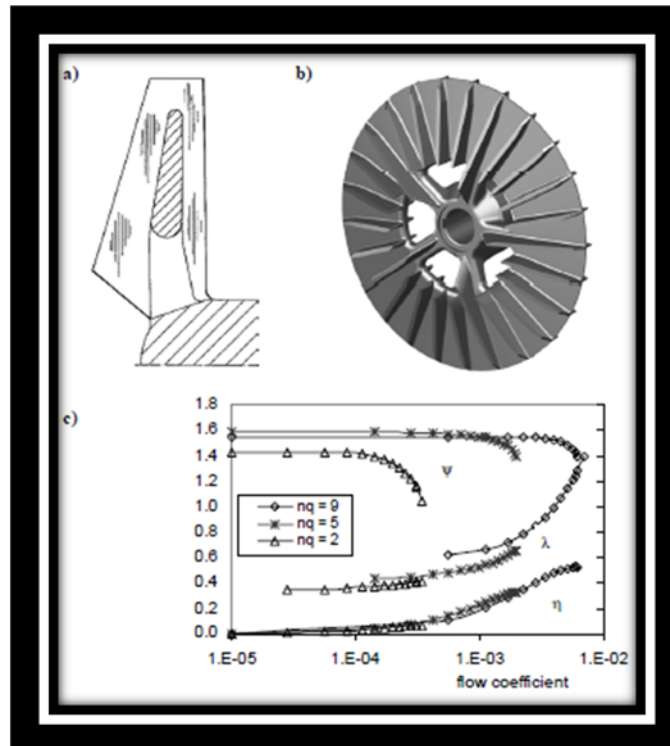 a)
b)
c)
1.8
1.6
1.4
1.2
1.0
0.8
0.6
0.4
0.2
0.0
ψ
nq = 9
nq = 5
nq = 2
λ
η
1.E-05
1.E-04
1.E-03
1.E-02
flow coefficient